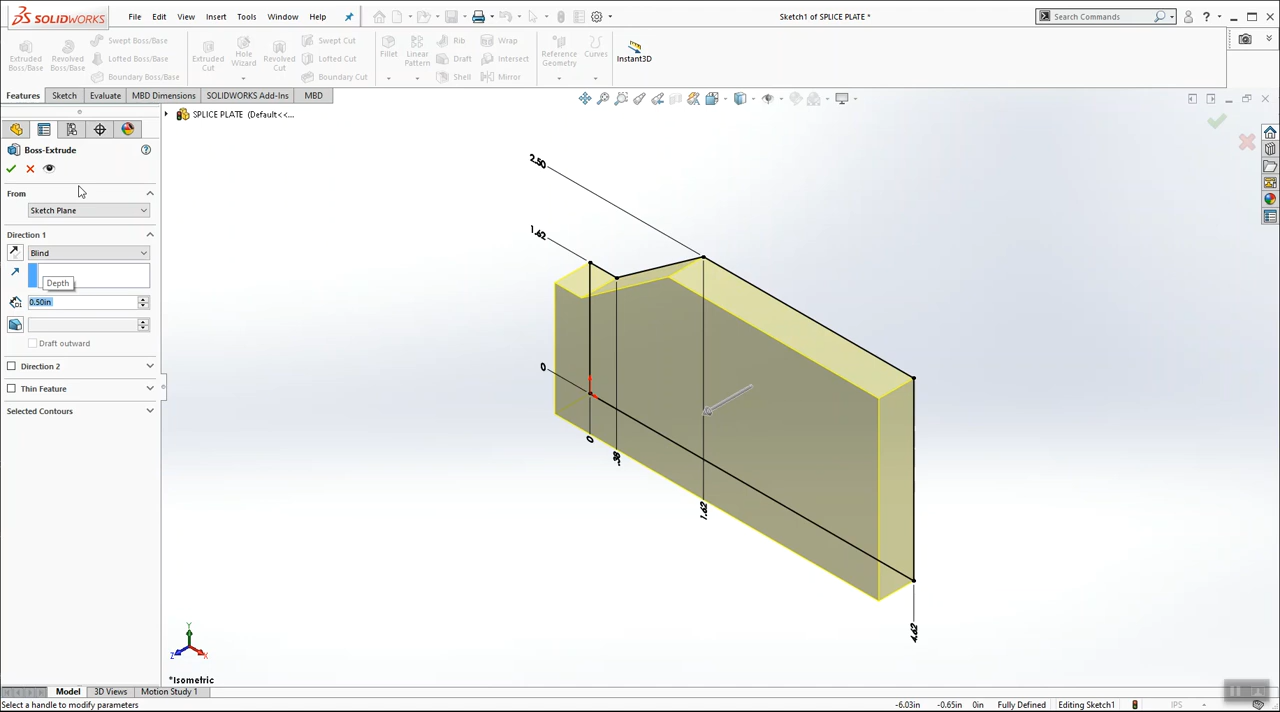 SOLIDWORKS
File Edit View Insert Tools Window Help
Sketch1 of SPLICE PLATE *
Search Commands
Extruded Boss/Base
Revolved Boss/Base
Swept Boss/Base
Lofted Boss/Base
Boundary Boss/Base
Extruded Cut
Hole Wizard
Revolved Cut
Swept Cut
Lofted Cut
Boundary Cut
Fillet
Linear Pattern
Rib
Draft
Shell
Wrap
Intersect
Mirror
Reference Geometry
Curves
Instant3D
Features Sketch Evaluate MBD Dimensions SOLIDWORKS Add-Ins MBD
SPLICE PLATE (Default<<...
Boss-Extrude
From
Sketch Plane
Direction 1
Blind
Depth
0.50in
Draft outward
Direction 2
Thin Feature
Selected Contours
2.50
1.62
0
0
.38
1.62
4.62
Y
Z
X
*Isometric
Model 3D Views Motion Study 1
Select a handle to modify parameters
-6.03in -0.65in 0in Fully Defined Editing Sketch1 IPS -